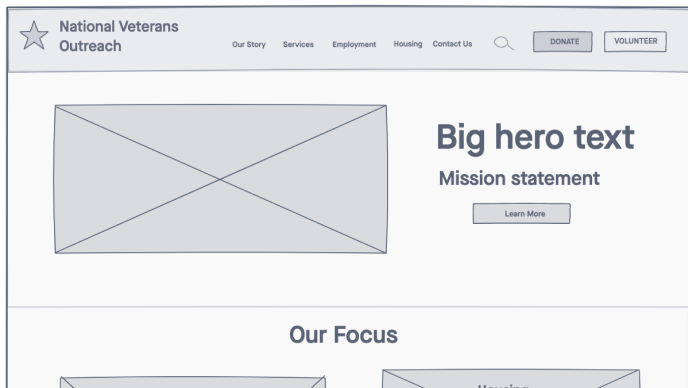 National Veterans
Outreach
Our Story
Services
Employment
Housing
Contact Us
DONATE
VOLUNTEER
Big hero text
Mission statement
Learn More
Our Focus
Housing